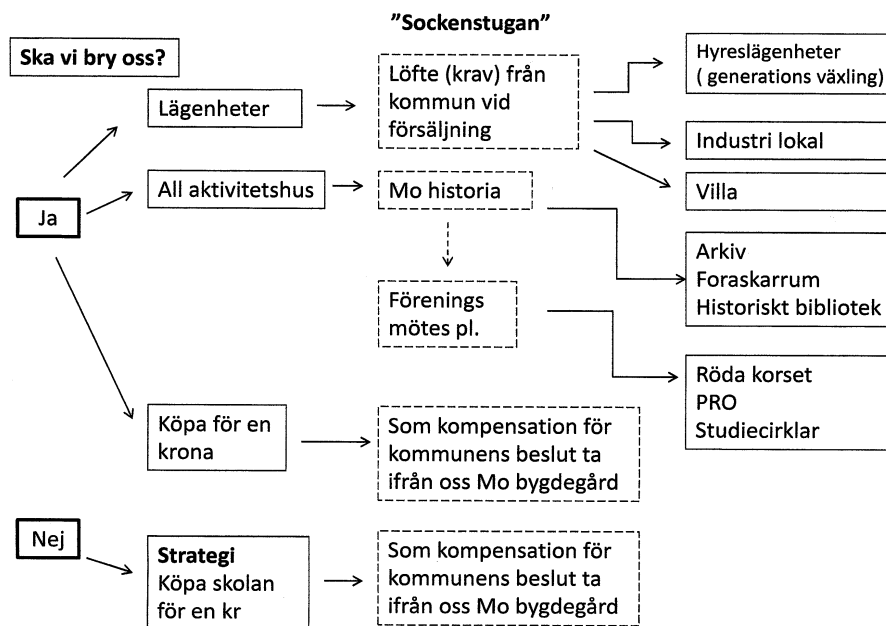 ”Sockenstugan”
Ska vi bry oss?
Ja
Lägenheter
Löfte (krav) från
kommun vid
försäljning
Hyreslägenheter
( generations växling)
Industri lokal
Villa
All aktivitetshus
Mo historia
Arkiv
Foraskarrum
Historiskt bibliotek
Förenings
mötes pl.
Röda korset
PRO
Studiecirklar
Köpa för en
krona
Som kompensation för
kommunens beslut ta
ifrån oss Mo bygdegård
Nej
Strategi
Köpa skolan
för en kr
Som kompensation för
kommunens beslut ta
ifrån oss Mo bygdegård